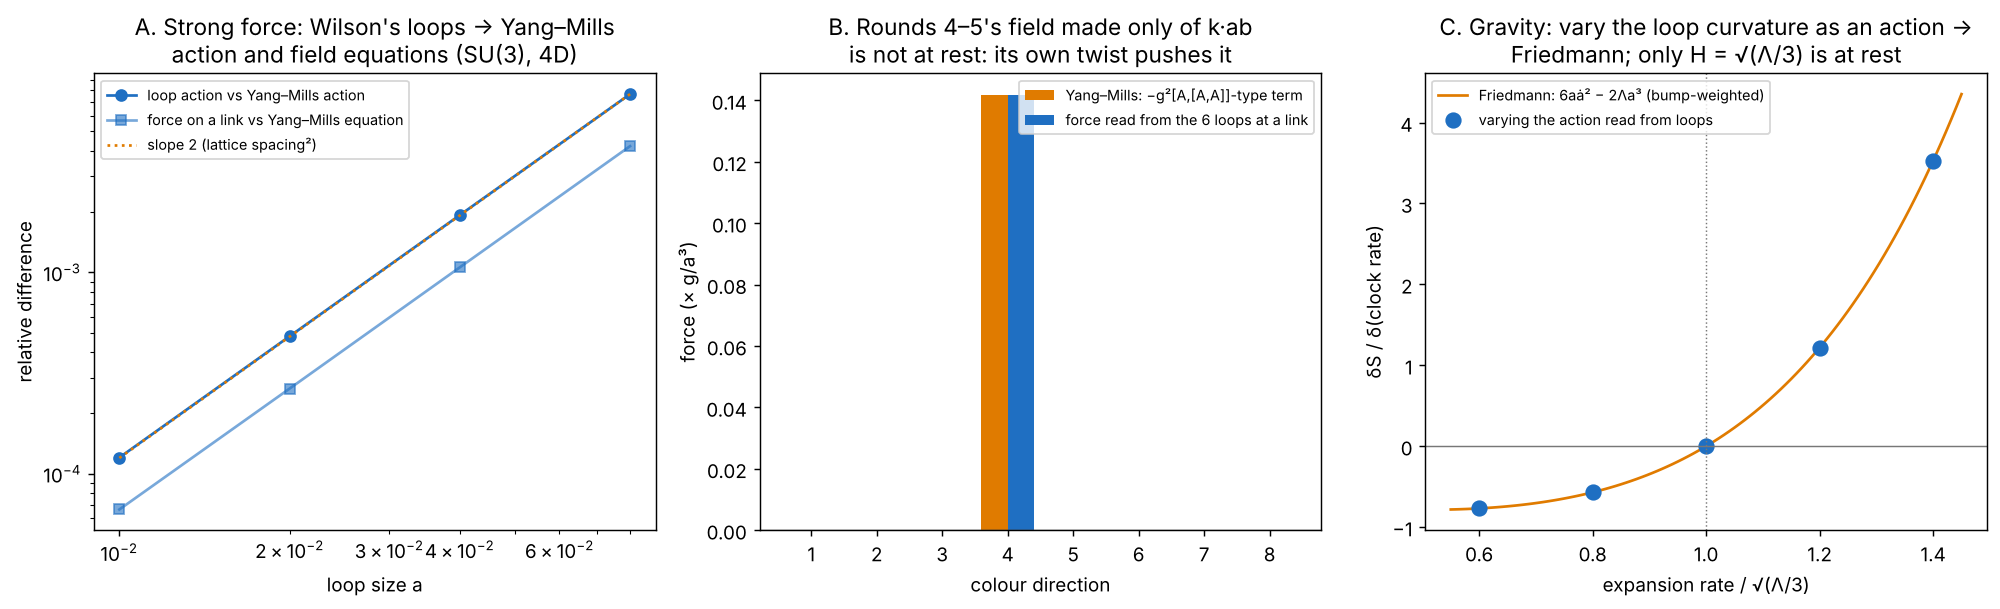 A. Strong force: Wilson's loops → Yang–Mills
action and field equations (SU(3), 4D)
loop action vs Yang–Mills action
force on a link vs Yang–Mills equation
slope 2 (lattice spacing²)
relative difference
10⁻³
10⁻⁴
10⁻²
2 × 10⁻²
3 × 10⁻²
4 × 10⁻²
6 × 10⁻²
loop size a
B. Rounds 4–5's field made only of k·ab
is not at rest: its own twist pushes it
Yang–Mills: −g²[A,[A,A]]-type term
force read from the 6 loops at a link
force (× g/a³)
0.14
0.12
0.10
0.08
0.06
0.04
0.02
0.00
1 2 3 4 5 6 7 8
colour direction
C. Gravity: vary the loop curvature as an action →
Friedmann; only H = √(Λ/3) is at rest
Friedmann: 6aȧ² − 2Λa³ (bump-weighted)
varying the action read from loops
δS / δ(clock rate)
4
3
2
1
0
−1
0.6 0.8 1.0 1.2 1.4
expansion rate / √(Λ/3)